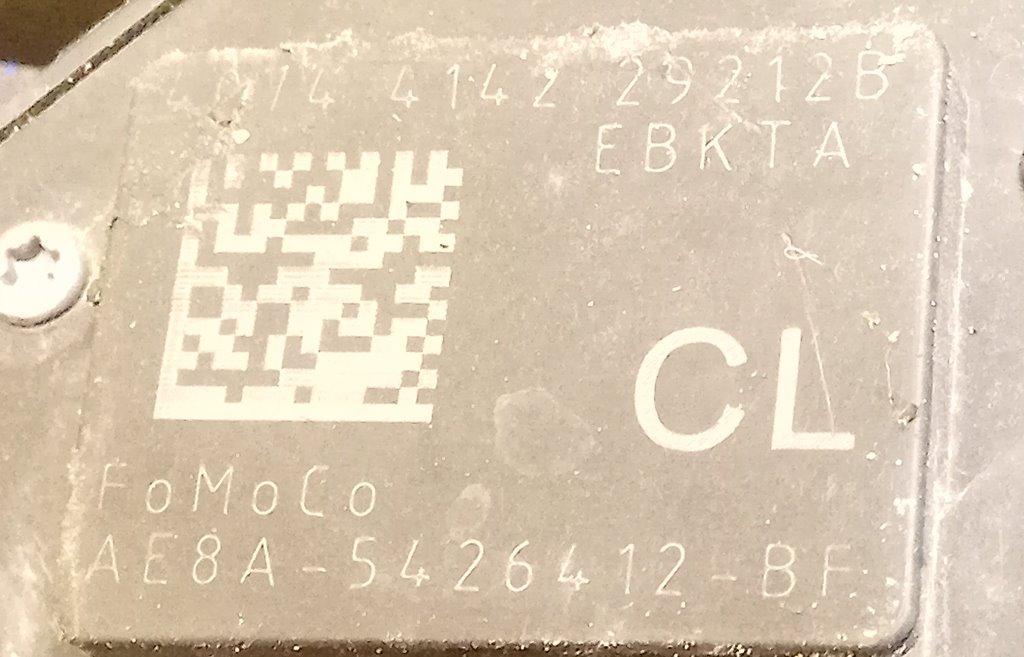 4142 29212B
EBKTA
CL
FoMoCo
AE8A-5426412-BF